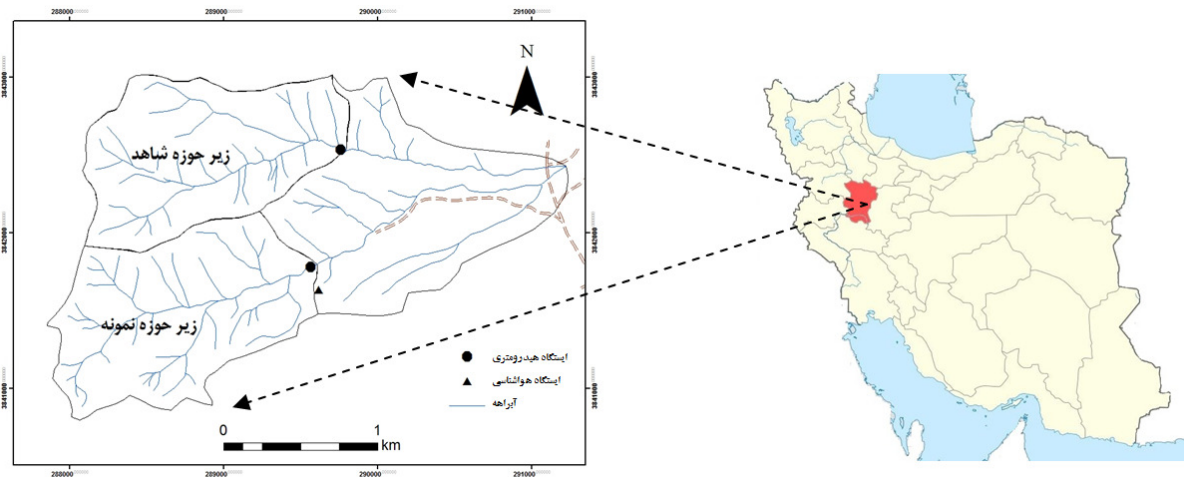 288000 289000 290000 291000
N
3843000 3843000
زیر حوزه شاهد
3842000 3842000
زیر حوزه نمونه
ایستگاه هیدرومتری
ایستگاه هواشناسی
آبراهه
3841000 3841000
0 1
km
288000 289000 290000 291000